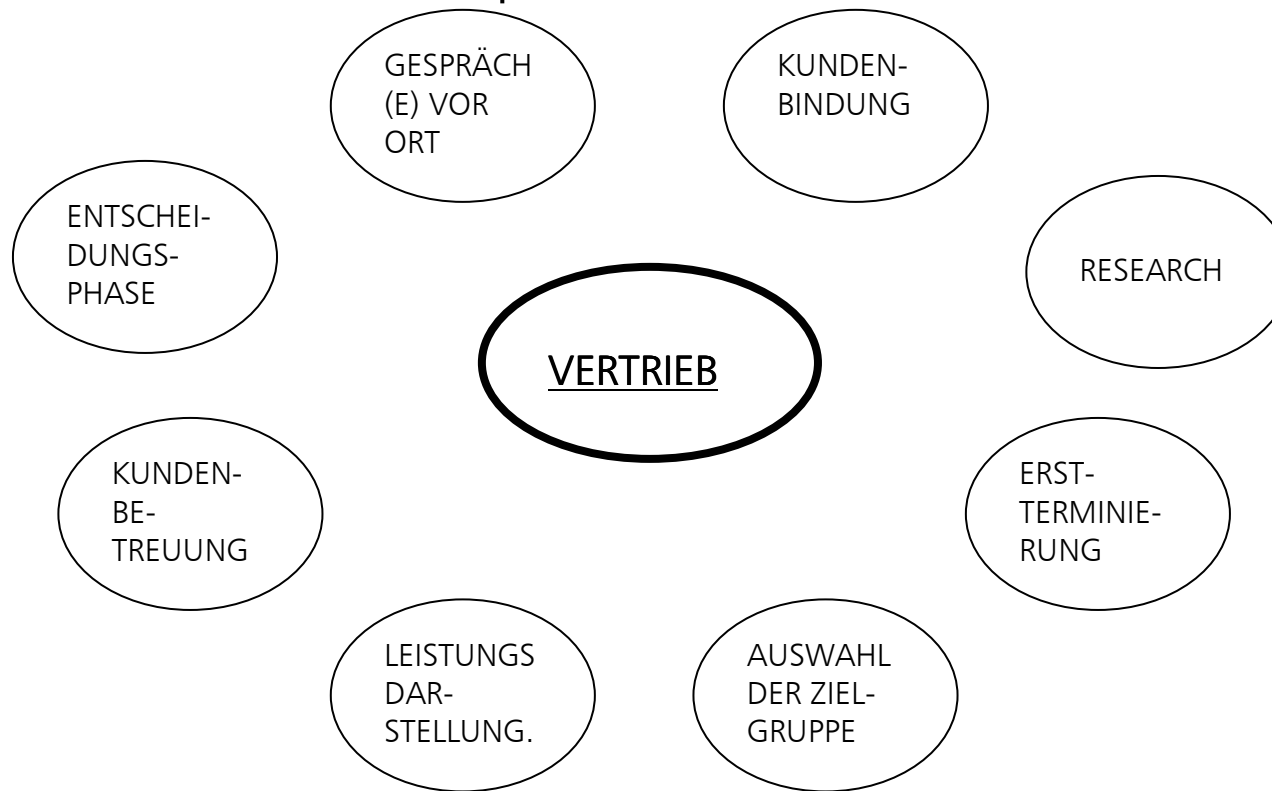 GESPRÄCH
(E) VOR
ORT
KUNDEN-
BINDUNG
ENTSCHEI-
DUNGS-
PHASE
RESEARCH
VERTRIEB
KUNDEN-
BE-
TREUUNG
ERST-
TERMINIE-
RUNG
LEISTUNGS
DAR-
STELLUNG.
AUSWAHL
DER ZIEL-
GRUPPE